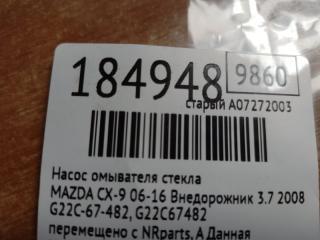 184948 9860
старый А07272003
Насос омывателя стекла
MAZDA CX-9 06-16 Внедорожник 3.7 2008
G22C-67-482, G22C67482
перемещено с NRparts, А Данная